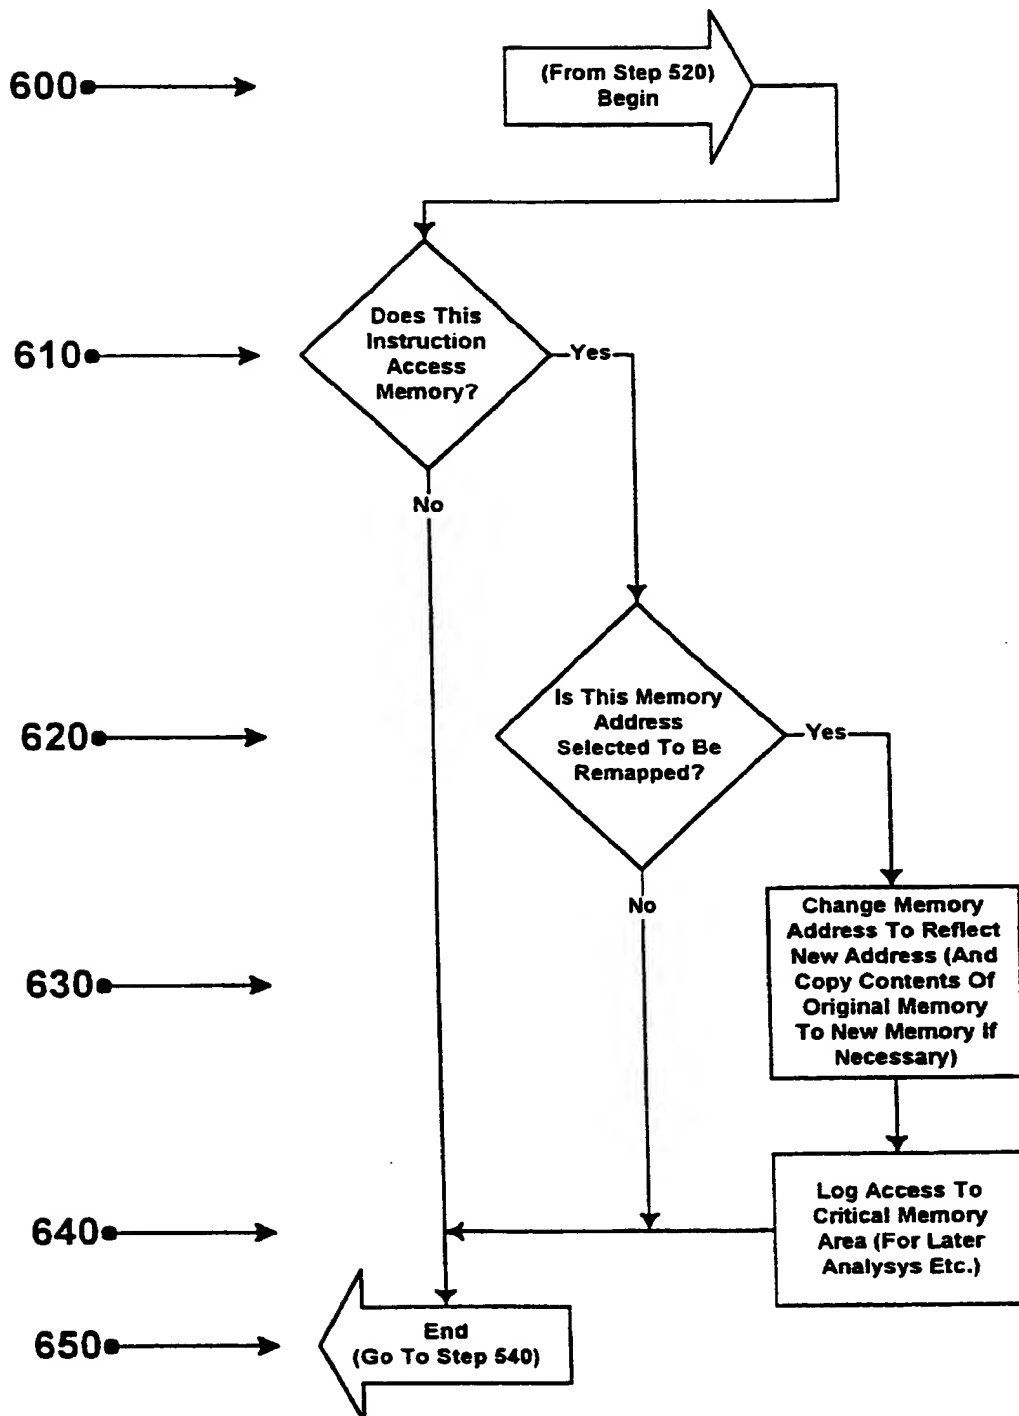 600
(From Step 520)
Begin
610
Does This
Instruction
Access
Memory?
Yes
No
620
Is This Memory
Address
Selected To Be
Remapped?
Yes
No
630
Change Memory
Address To Reflect
New Address (And
Copy Contents Of
Original Memory
To New Memory If
Necessary)
640
Log Access To
Critical Memory
Area (For Later
Analysys Etc.)
650
End
(Go To Step 540)